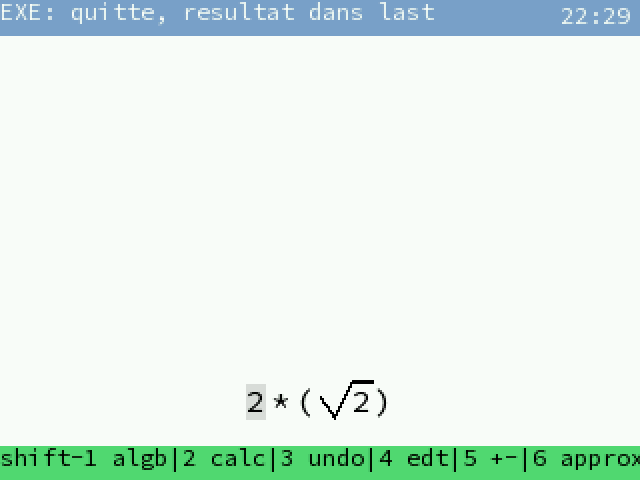 EXE: quitte, resultat dans last 22:29
2*(√2)
shift-1 algb|2 calc|3 undo|4 edt|5 +-|6 approx